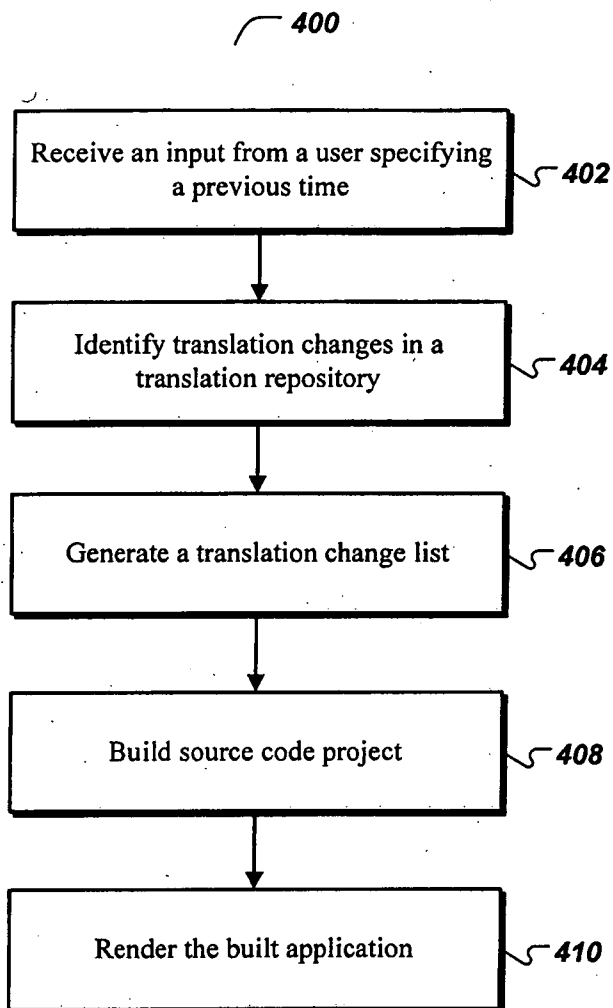 400
Receive an input from a user specifying
a previous time
402
Identify translation changes in a
translation repository
404
Generate a translation change list
406
Build source code project
408
Render the built application
410